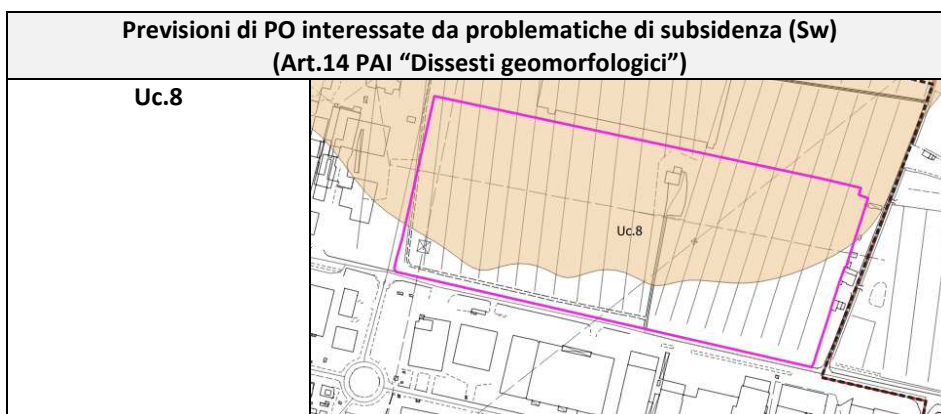 Previsioni di PO interessate da problematiche di subsidenza (Sw)
(Art.14 PAI “Dissesti geomorfologici”)
Uc.8
Uc.8